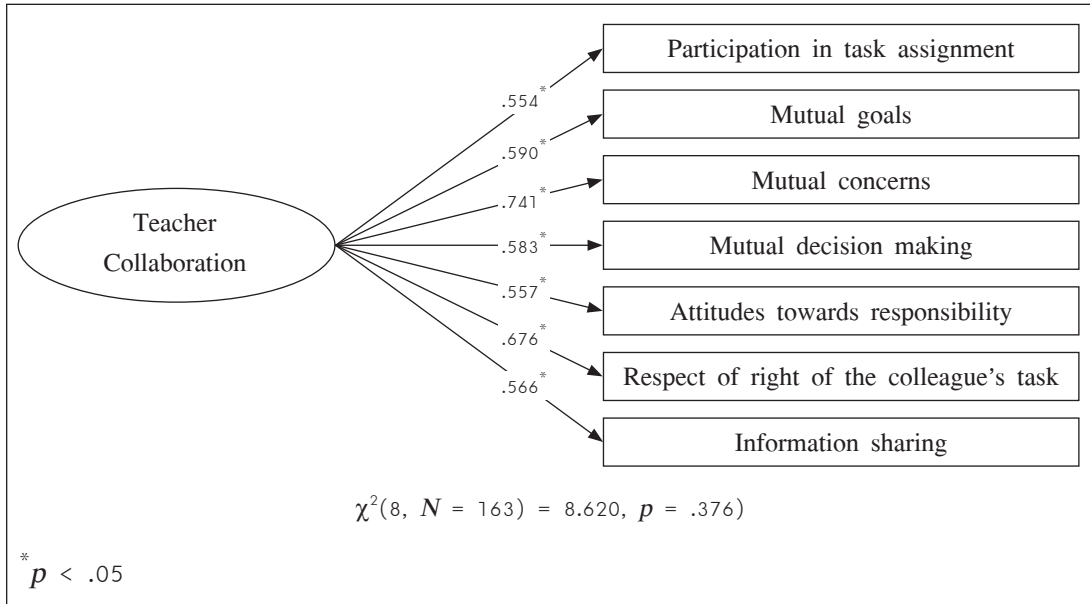 Participation in task assignment
.554*
Mutual goals
.590*
Mutual concerns
.741*
Teacher
Collaboration
.583*
Mutual decision making
.557*
Attitudes towards responsibility
.676*
Respect of right of the colleague's task
.566*
Information sharing
χ²(8, N = 163) = 8.620, p = .376)
*p < .05